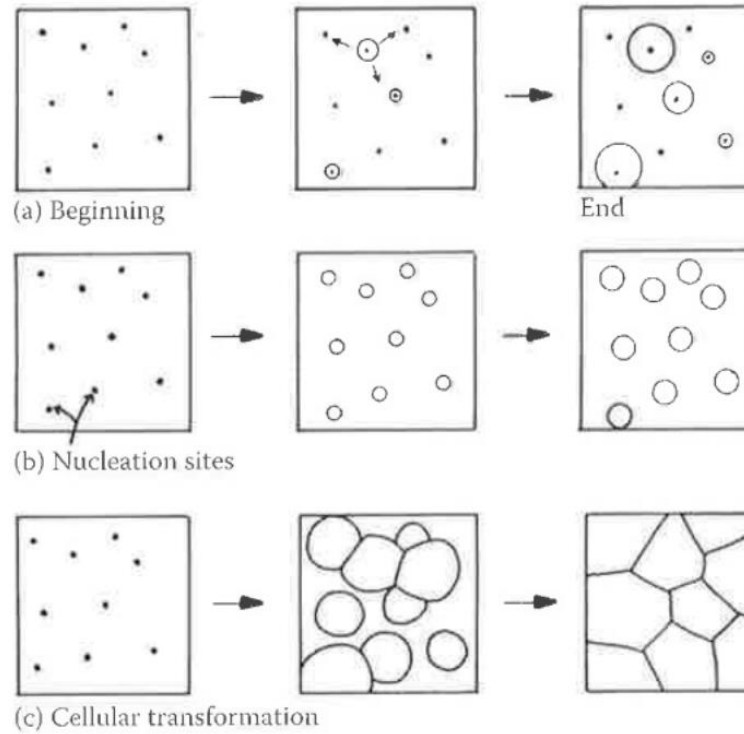 (a) Beginning
End
(b) Nucleation sites
(c) Cellular transformation